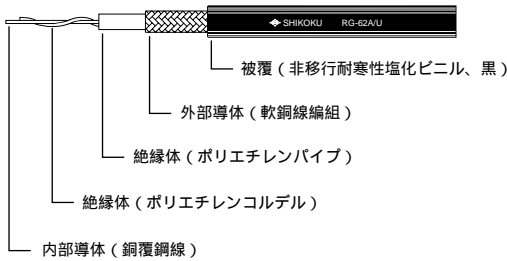 SHIKOKU RG-62A/U
被覆（非移行耐寒性塩化ビニル、黒）
外部導体（軟銅線編組）
絶縁体（ポリエチレンパイプ）
絶縁体（ポリエチレンコルデル）
内部導体（銅覆鋼線）